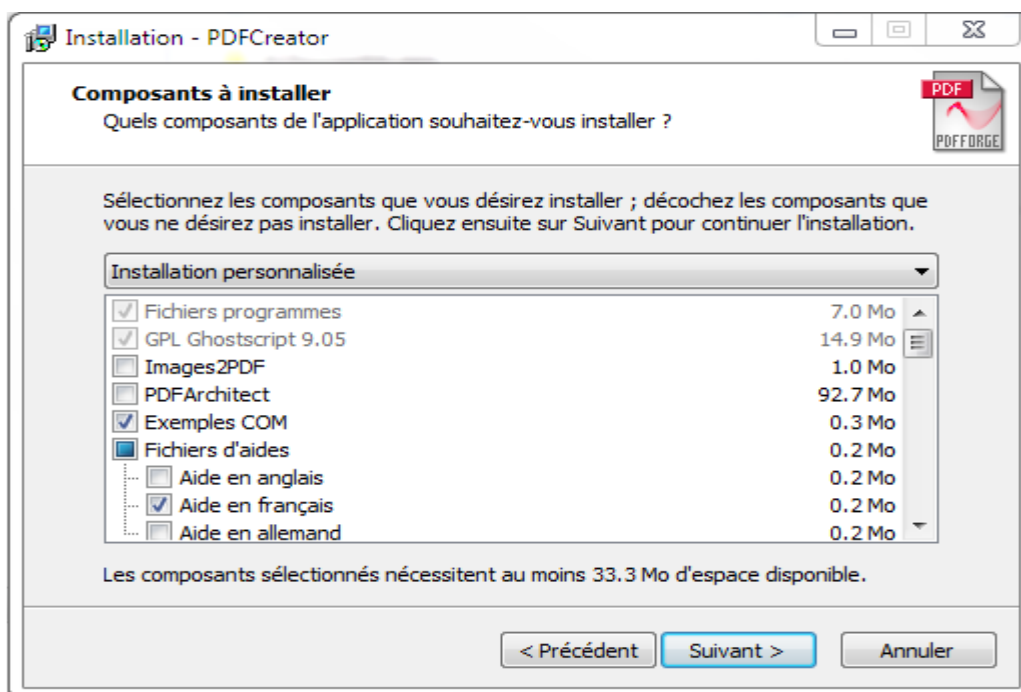 Installation - PDFCreator
Composants à installer
Quels composants de l'application souhaitez-vous installer ?
PDF
PDFFORGE
Sélectionnez les composants que vous désirez installer ; décochez les composants que
vous ne désirez pas installer. Cliquez ensuite sur Suivant pour continuer l'installation.
Installation personnalisée
Fichiers programmes 7.0 Mo
GPL Ghostscript 9.05 14.9 Mo
Images2PDF 1.0 Mo
PDFArchitect 92.7 Mo
Exemples COM 0.3 Mo
Fichiers d'aides 0.2 Mo
Aide en anglais 0.2 Mo
Aide en français 0.2 Mo
Aide en allemand 0.2 Mo
Les composants sélectionnés nécessitent au moins 33.3 Mo d'espace disponible.
< Précédent Suivant > Annuler